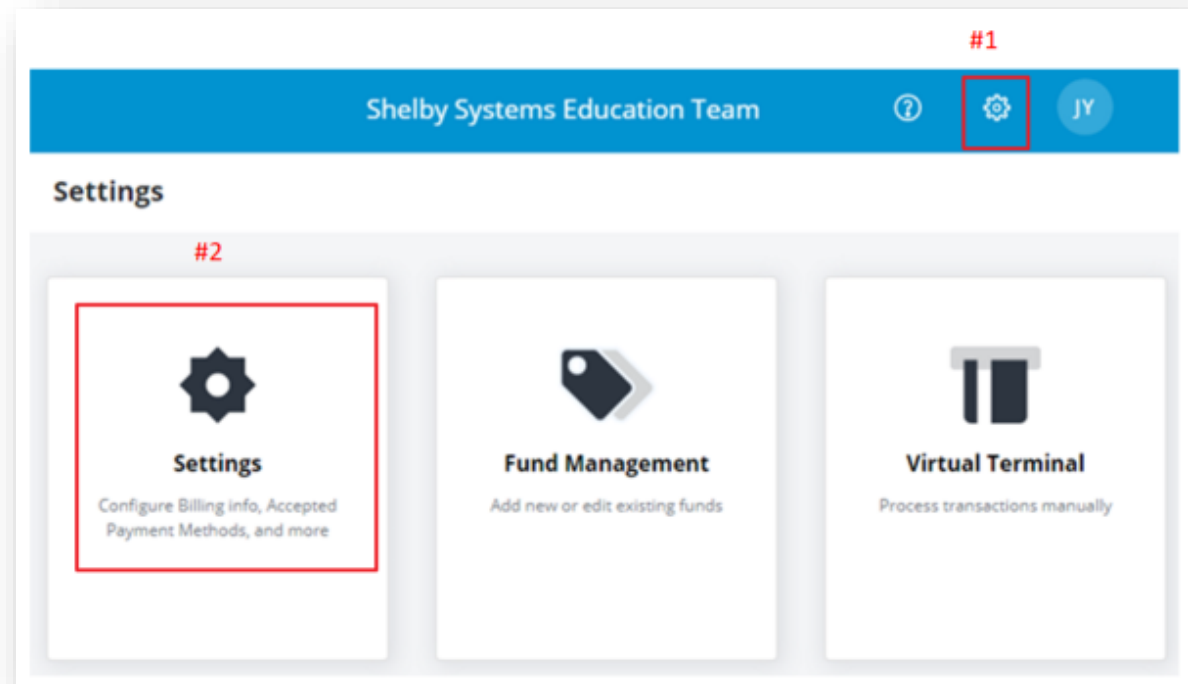 #1
Shelby Systems Education Team
JY
Settings
#2
Settings
Configure Billing info, Accepted
Payment Methods, and more
Fund Management
Add new or edit existing funds
Virtual Terminal
Process transactions manually